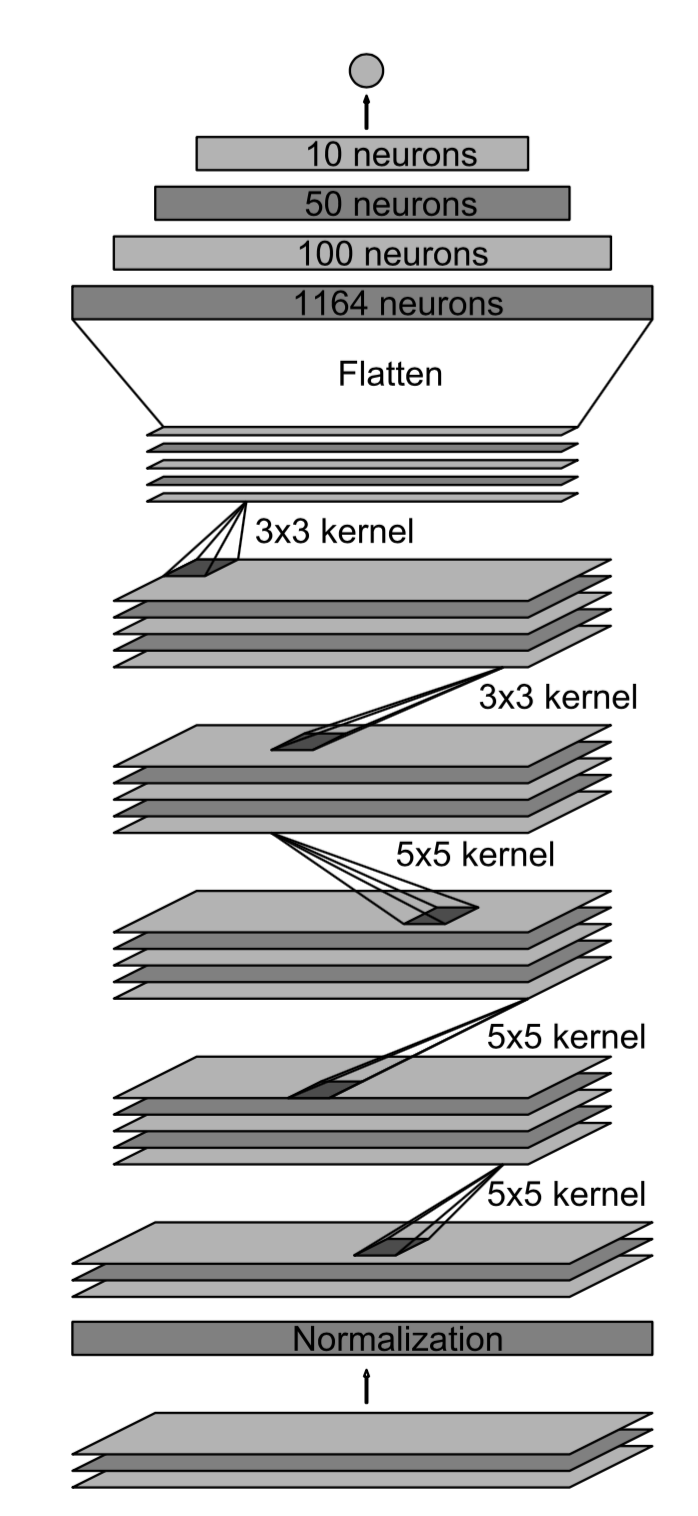 10 neurons
50 neurons
100 neurons
1164 neurons
Flatten
3x3 kernel
3x3 kernel
5x5 kernel
5x5 kernel
5x5 kernel
Normalization